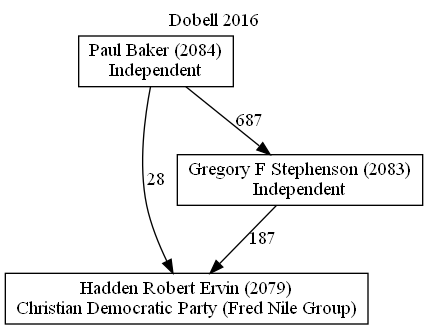 Dobell 2016
Paul Baker (2084)
Independent
687
Gregory F Stephenson (2083)
Independent
28
187
Hadden Robert Ervin (2079)
Christian Democratic Party (Fred Nile Group)